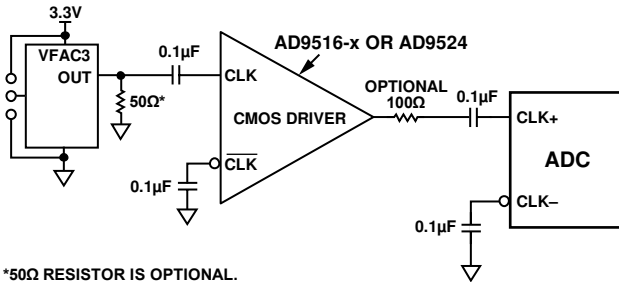 3.3V
VFAC3
OUT
50Ω*
0.1µF
CLK
AD9516-x OR AD9524
CMOS DRIVER
CLK
0.1µF
OPTIONAL
100Ω
0.1µF
CLK+
ADC
CLK–
0.1µF
*50Ω RESISTOR IS OPTIONAL.